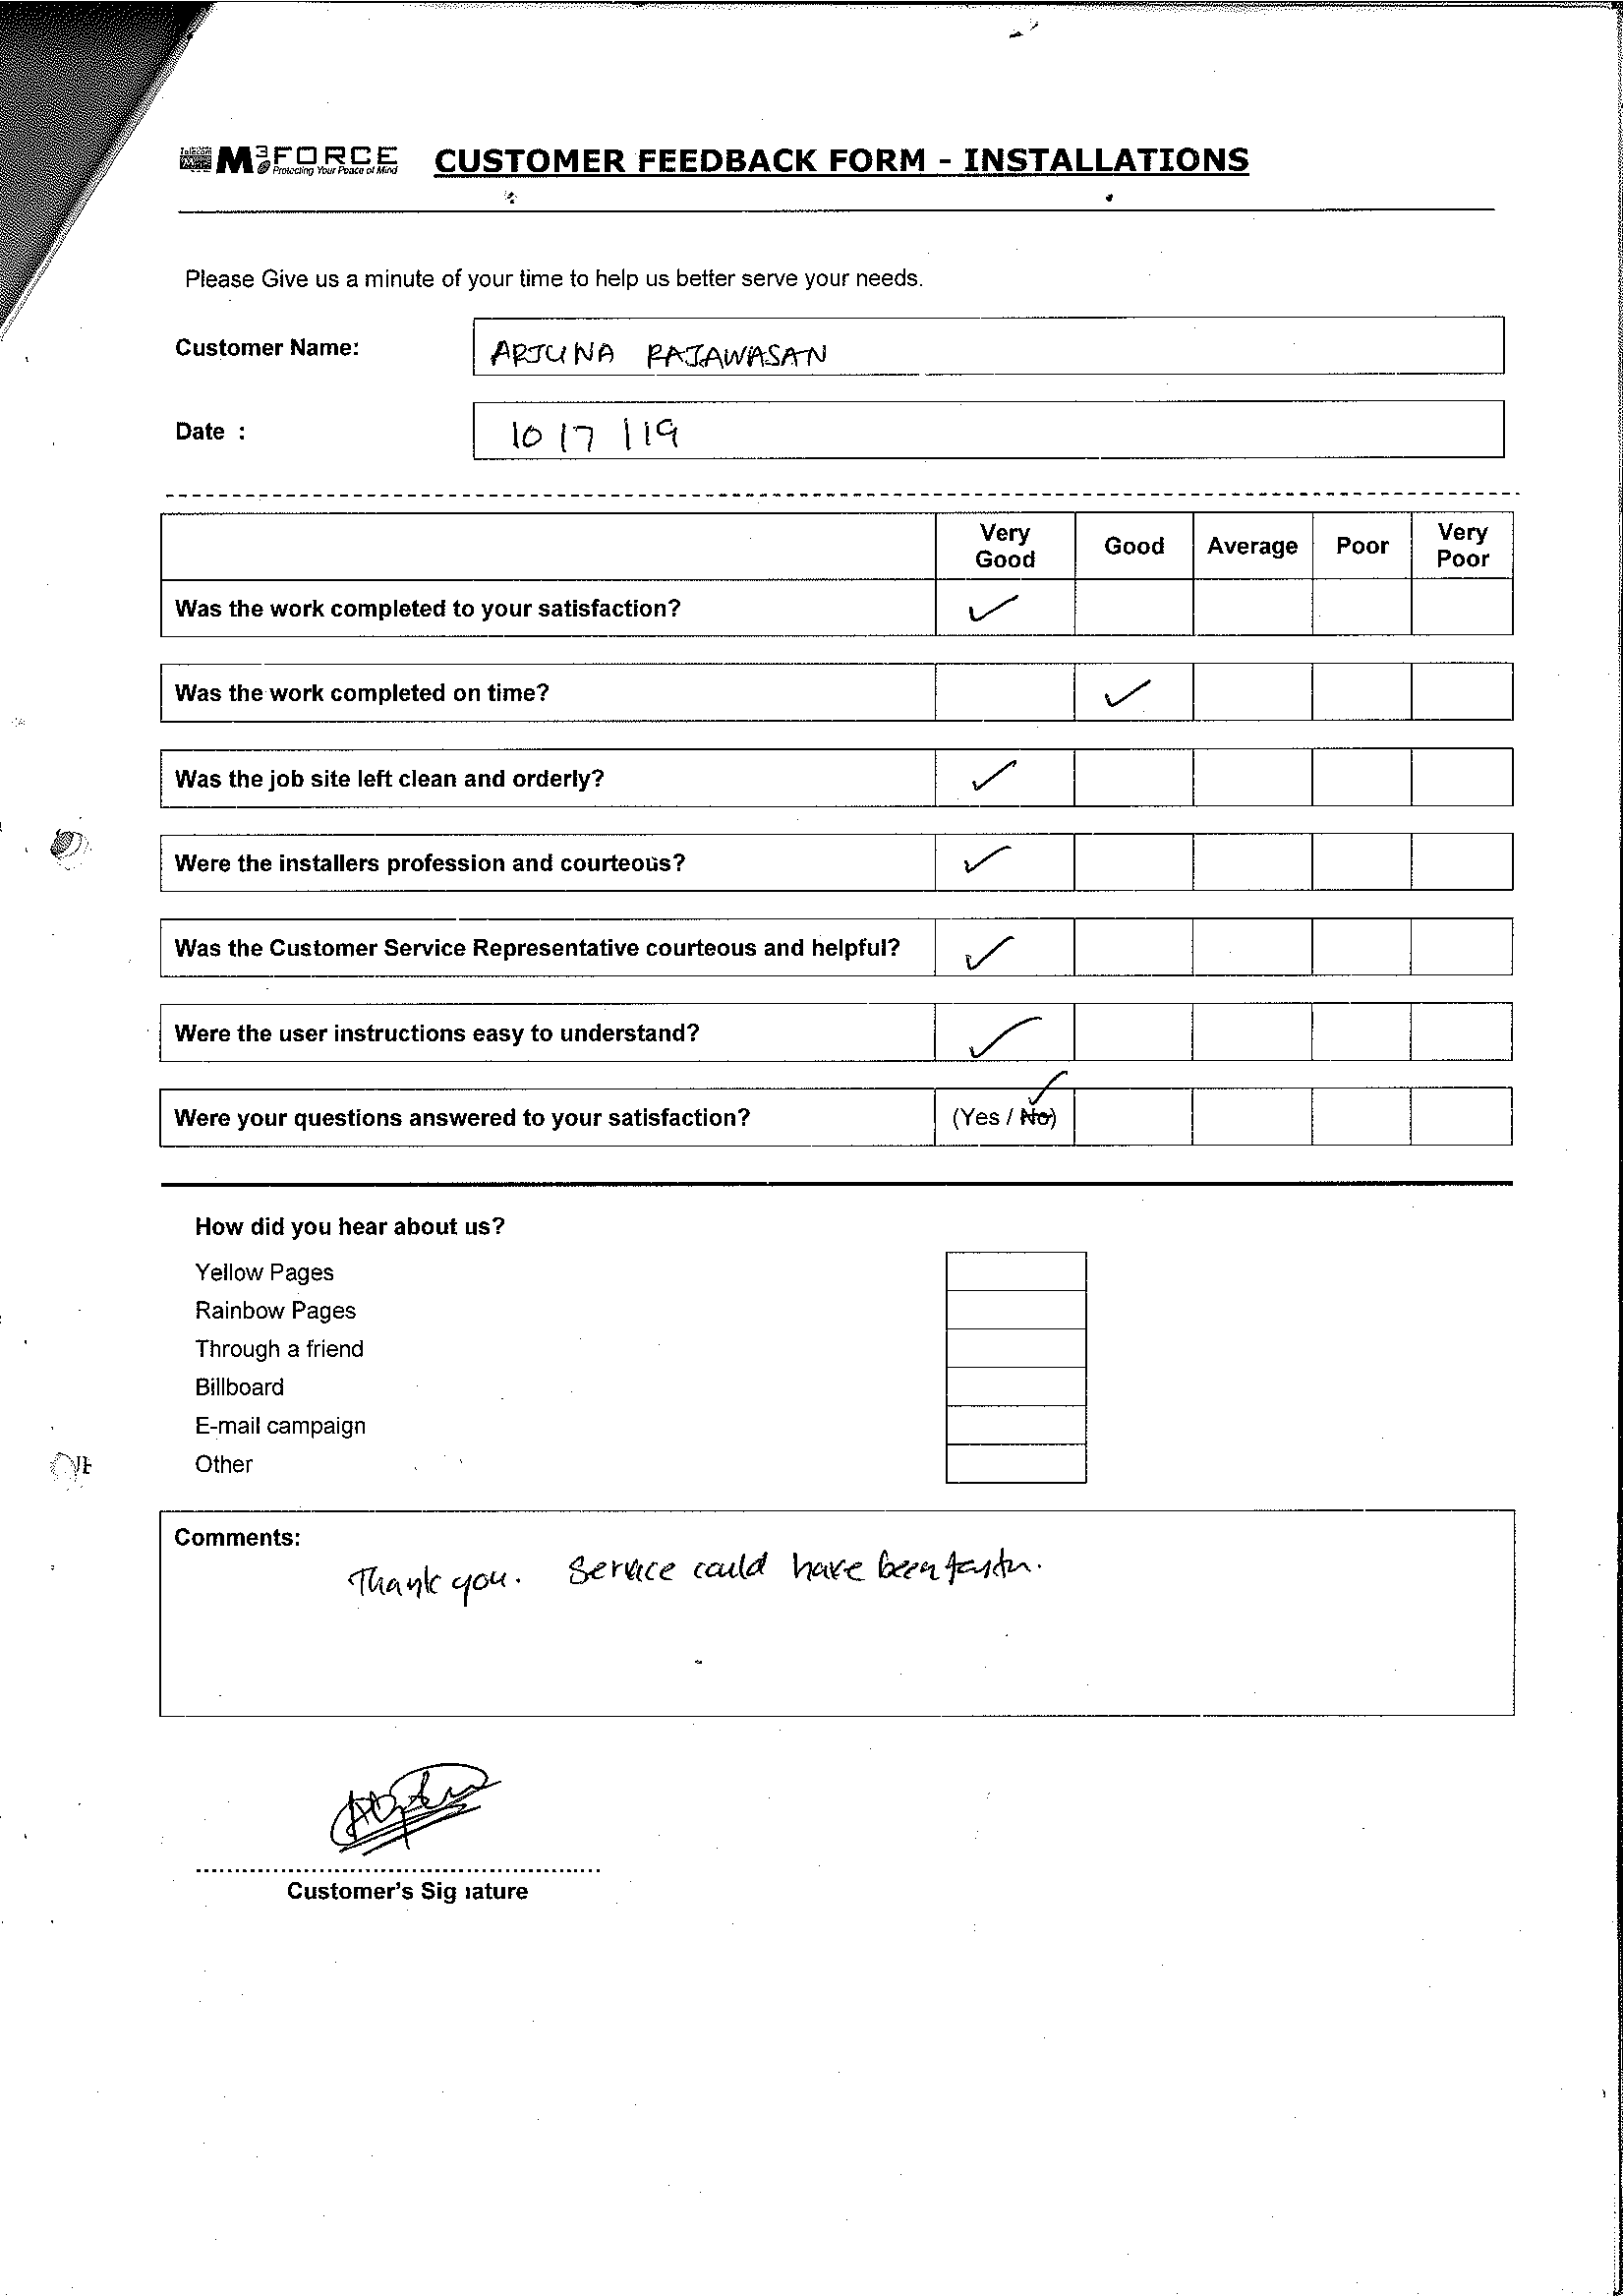 M3FORCE CUSTOMER FEEDBACK FORM - INSTALLATIONS
Protecting Your Peace of Mind
Please Give us a minute of your time to help us better serve your needs.
Customer Name: ARJUNA RAJAWASAN
Date : 10 17 119
Very Good Good Average Poor Very Poor
Was the work completed to your satisfaction? ✓
Was the work completed on time? ✓
Was the job site left clean and orderly? ✓
Were the installers profession and courteous? ✓
Was the Customer Service Representative courteous and helpful? ✓
Were the user instructions easy to understand? ✓
Were your questions answered to your satisfaction? (Yes / No) ✓
How did you hear about us?
Yellow Pages
Rainbow Pages
Through a friend
Billboard
E-mail campaign
Other
Comments:
Thank you. Service could have been faster.
Customer's Sig ature